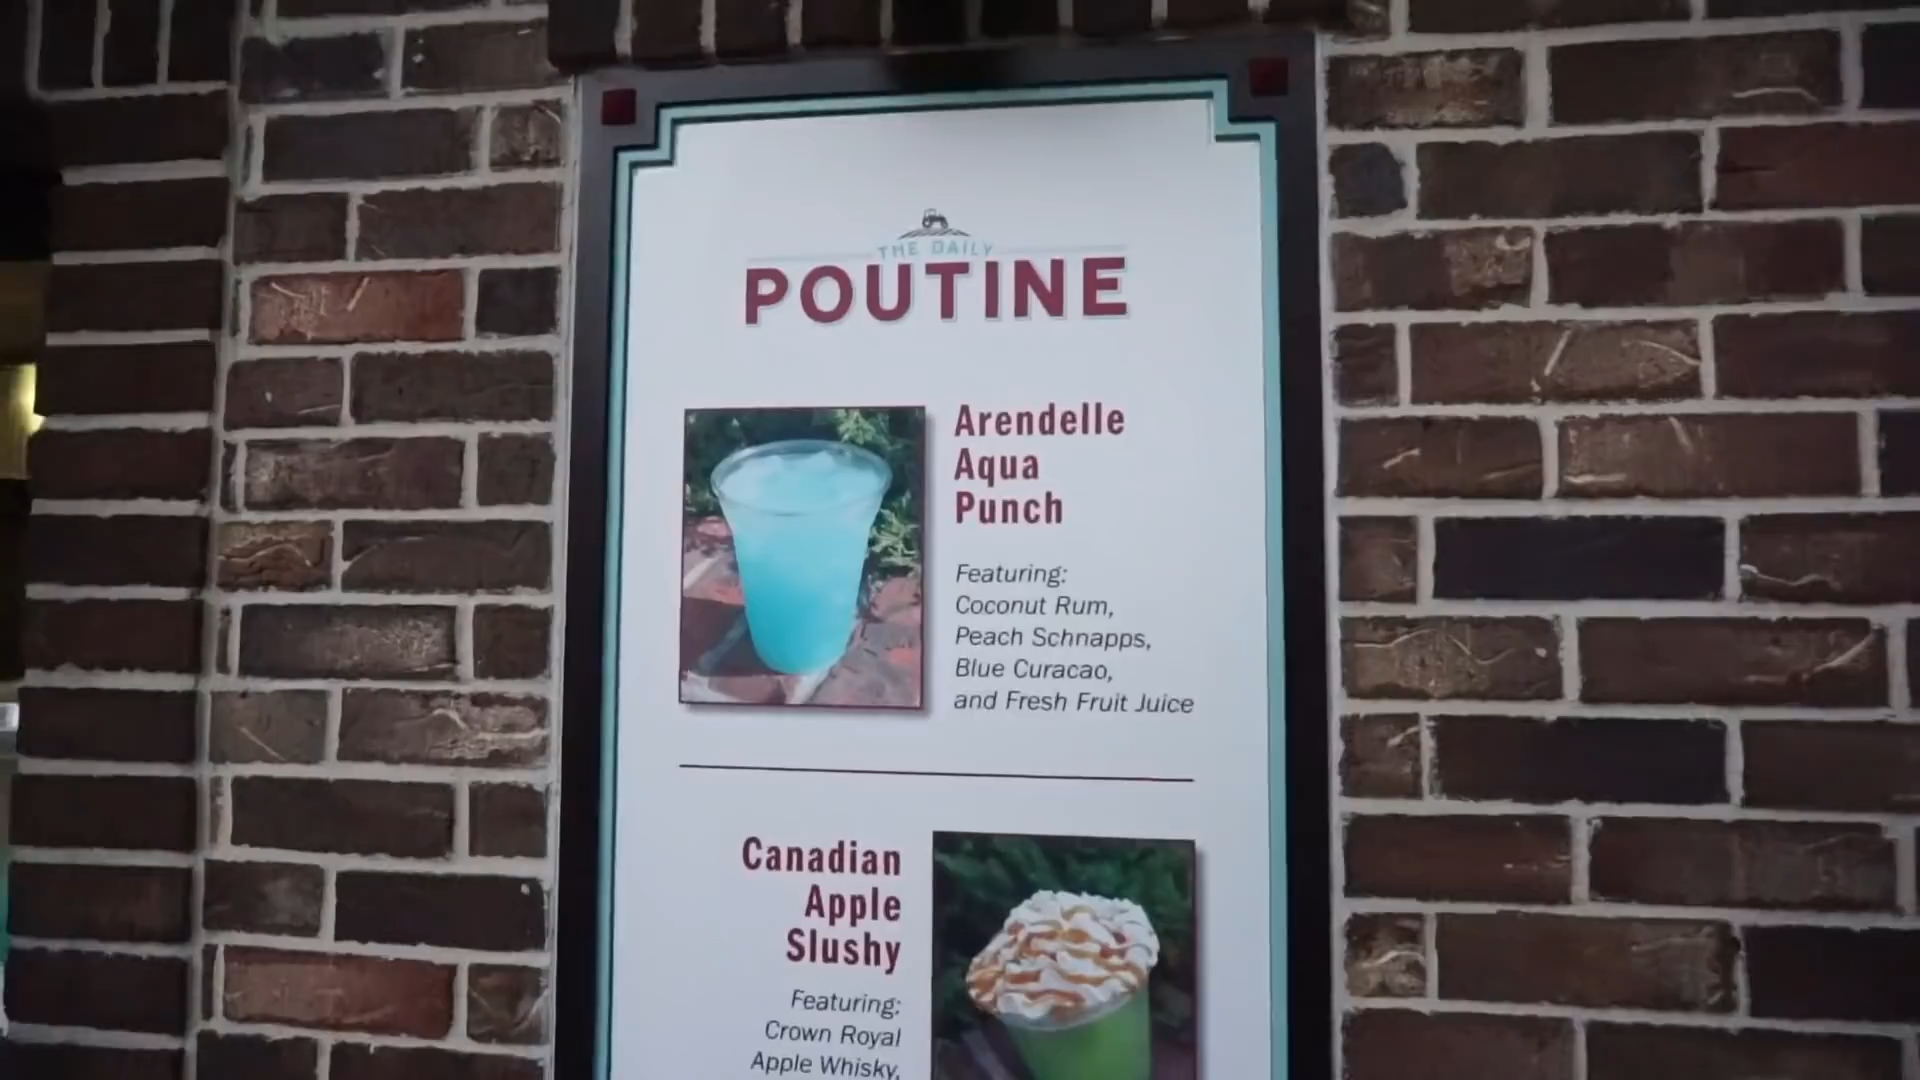 THE DAILY
POUTINE
Arendelle
Aqua
Punch
Featuring:
Coconut Rum,
Peach Schnapps,
Blue Curacao,
and Fresh Fruit Juice
Canadian
Apple
Slushy
Featuring:
Crown Royal
Apple Whisky,